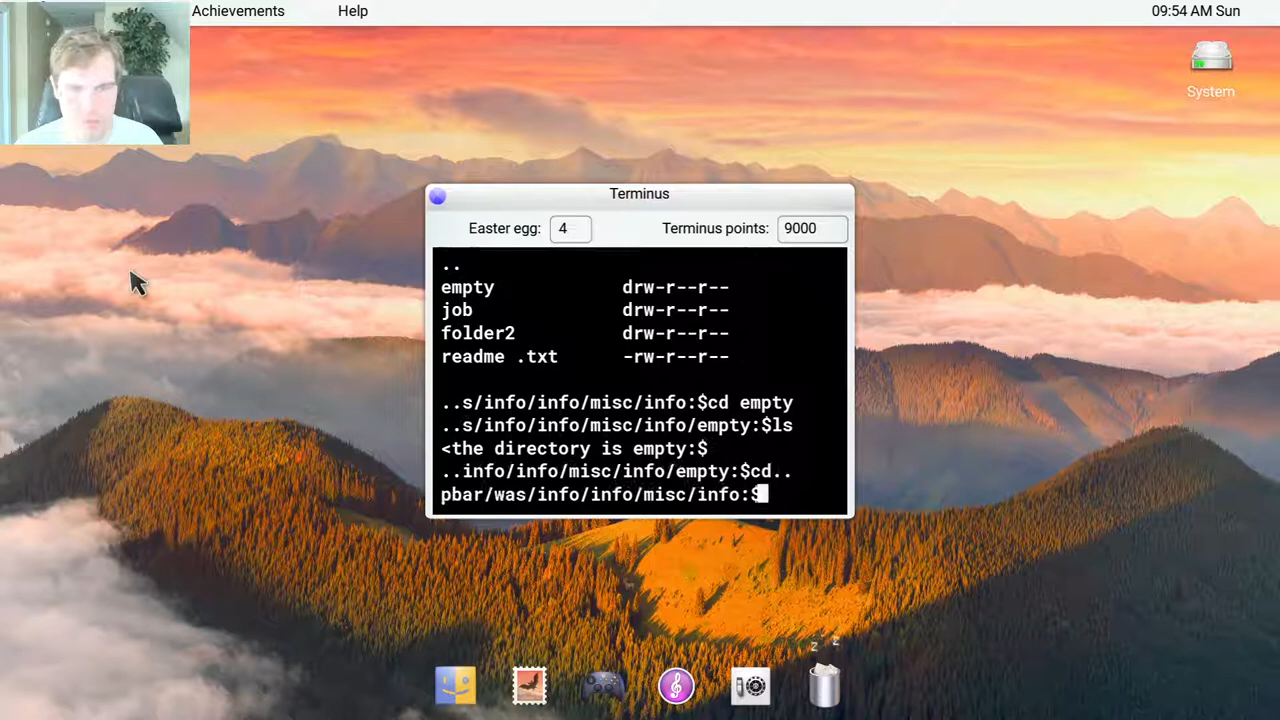 Achievements Help 09:54 AM Sun
System
Terminus
Easter egg: 4 Terminus points: 9000
..
empty drw-r--r--
job drw-r--r--
folder2 drw-r--r--
readme .txt -rw-r--r--
..s/info/info/misc/info:$cd empty
..s/info/info/misc/info/empty:$ls
<the directory is empty:$
..info/info/misc/info/empty:$cd..
pbar/was/info/info/misc/info:$
z z